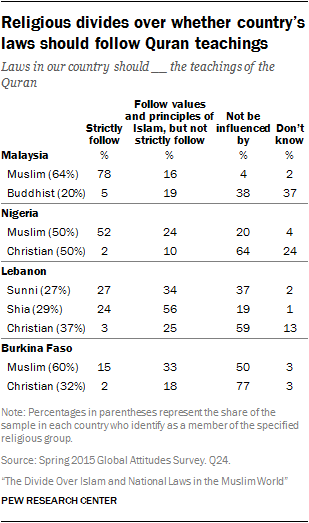 Religious divides over whether country's
laws should follow Quran teachings
Laws in our country should __ the teachings of the
Quran
Strictly follow Follow values and principles of Islam, but not strictly follow Not be influenced by Don't know
Malaysia % % % %
Muslim (64%) 78 16 4 2
Buddhist (20%) 5 19 38 37
Nigeria
Muslim (50%) 52 24 20 4
Christian (50%) 2 10 64 24
Lebanon
Sunni (27%) 27 34 37 2
Shia (29%) 24 56 19 1
Christian (37%) 3 25 59 13
Burkina Faso
Muslim (60%) 15 33 50 3
Christian (32%) 2 18 77 3
Note: Percentages in parentheses represent the share of the
sample in each country who identify as a member of the specified
religious group.
Source: Spring 2015 Global Attitudes Survey. Q24.
"The Divide Over Islam and National Laws in the Muslim World"
PEW RESEARCH CENTER